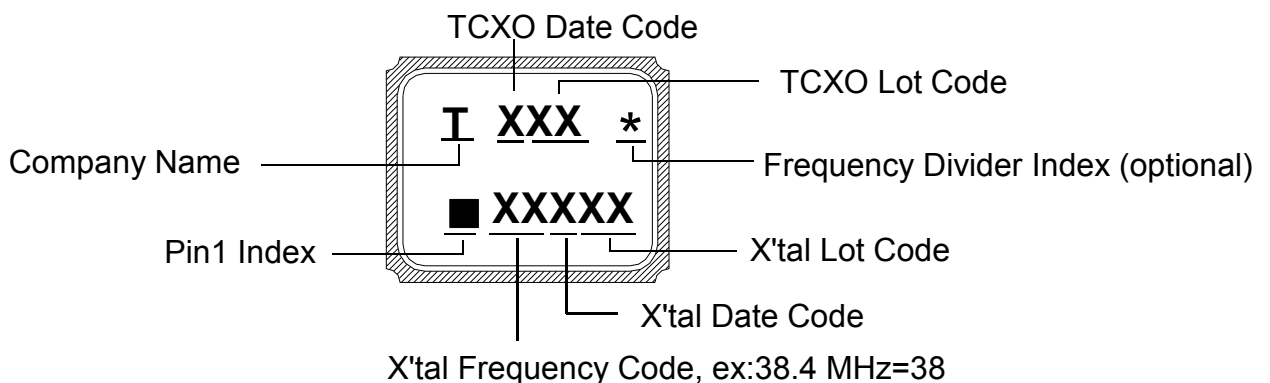 TCXO Date Code
TCXO Lot Code
T XXX *
Company Name
Frequency Divider Index (optional)
■ XXXXX
Pin1 Index
X'tal Lot Code
X'tal Date Code
X'tal Frequency Code, ex:38.4 MHz=38